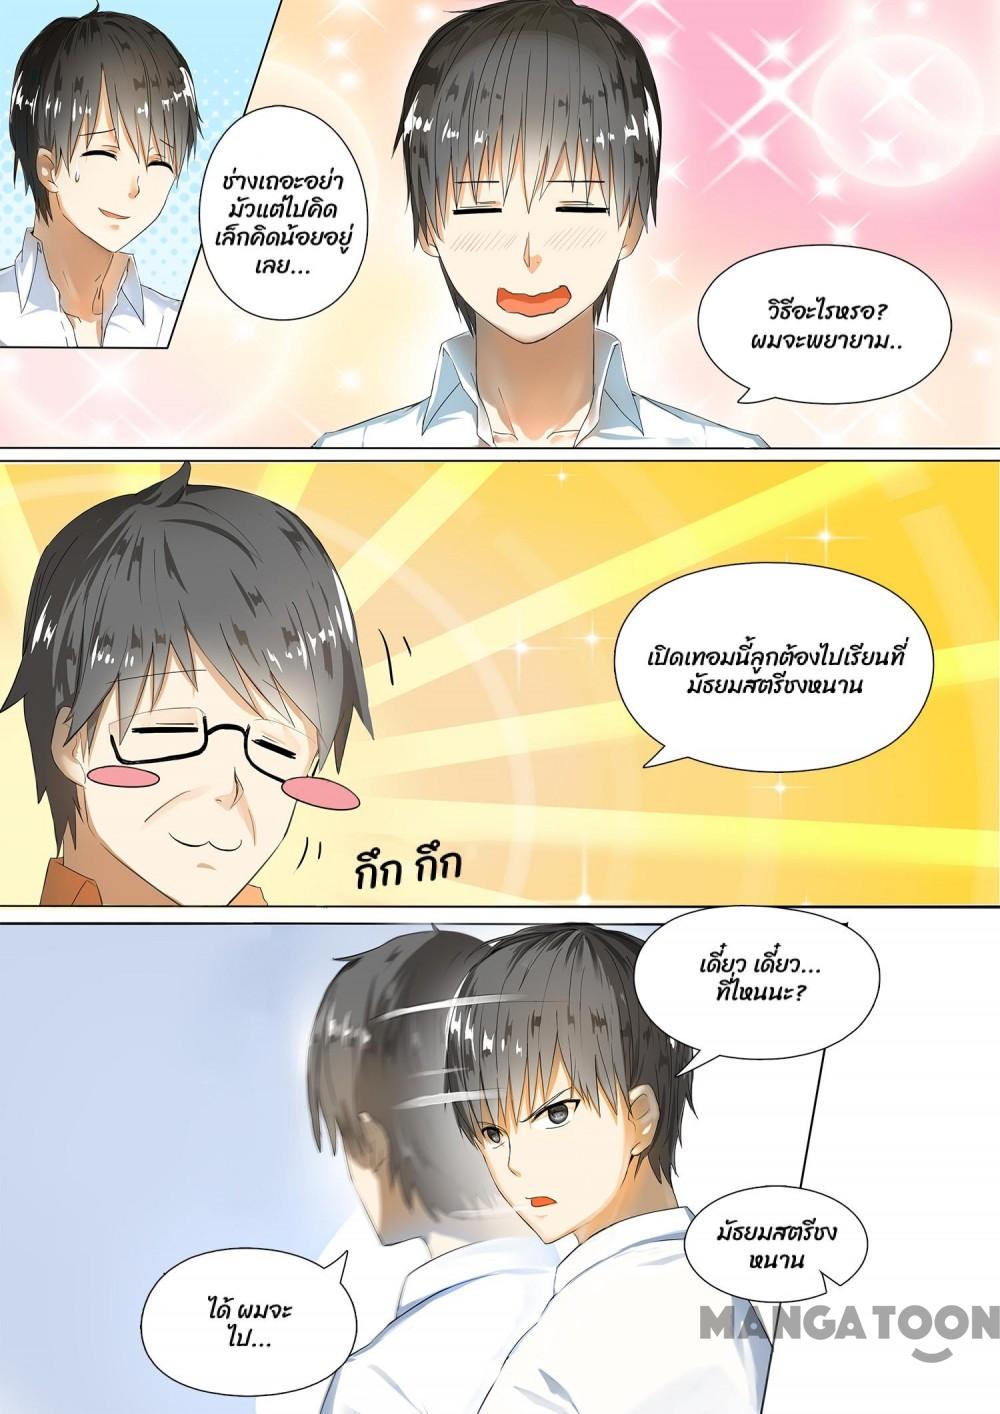 ช่างเถอะอย่า
มัวแต่ไปคิด
เล็กคิดน้อยอยู่
เลย...
วิธีอะไรหรอ?
ผมจะพยายาม..
เปิดเทอมนี้ลูกต้องไปเรียนที่
มัธยมสตรีชงหนาน
กึก กึก
เดี๋ยว เดี๋ยว...
ที่ไหนนะ?
มัธยมสตรีชง
หนาน
ได้ ผมจะ
ไป...
MANGATOON